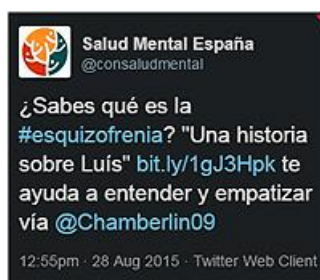 Salud Mental España
@consaludmental
¿Sabes qué es la
#esquizofrenia? "Una historia
sobre Luís" bit.ly/1gJ3Hpk te
ayuda a entender y empatizar
vía @Chamberlin09
12:55pm · 28 Aug 2015 · Twitter Web Client